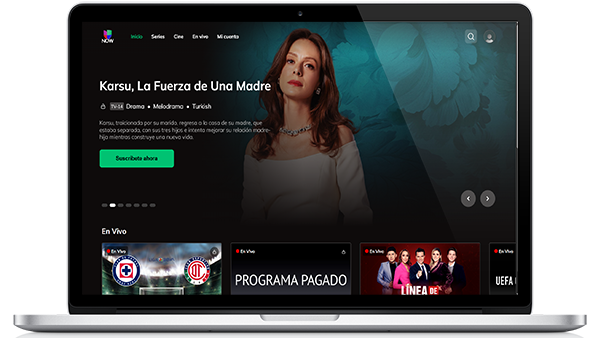 NOW
Inicio
Series
Cine
En vivo
Mi cuenta
Karsu, La Fuerza de Una Madre
TV-14 Drama • Melodrama • Turkish
Karsu, traicionada por su marido, regresa a la casa de su madre, que
estaba separada, con sus tres hijos e intenta mejorar su relación madre-
hija mientras construye una nueva vida.
Suscríbete ahora
En Vivo
En Vivo
En Vivo
PROGRAMA PAGADO
En Vivo
LÍNEA DE
En Vivo
UEFA